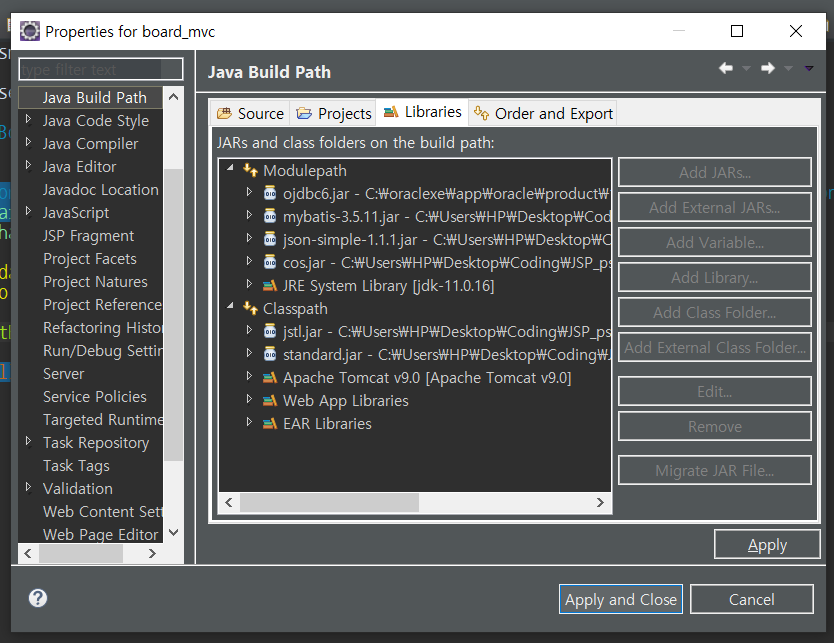 Properties for board_mvc
type filter text
Java Build Path
Java Code Style
Java Compiler
Java Editor
Javadoc Location
JavaScript
JSP Fragment
Project Facets
Project Natures
Project Reference
Refactoring Histor
Run/Debug Settin
Server
Service Policies
Targeted Runtime
Task Repository
Task Tags
Validation
Web Content Sett
Web Page Editor
Java Build Path
Source
Projects
Libraries
Order and Export
JARs and class folders on the build path:
Modulepath
ojdbc6.jar - C:₩oraclexe₩app₩oracle₩product₩
mybatis-3.5.11.jar - C:₩Users₩HP₩Desktop₩Cod
json-simple-1.1.1.jar - C:₩Users₩HP₩Desktop₩C
cos.jar - C:₩Users₩HP₩Desktop₩Coding₩JSP_ps
JRE System Library [jdk-11.0.16]
Classpath
jstl.jar - C:₩Users₩HP₩Desktop₩Coding₩JSP_ps
standard.jar - C:₩Users₩HP₩Desktop₩Coding₩J
Apache Tomcat v9.0 [Apache Tomcat v9.0]
Web App Libraries
EAR Libraries
Add JARs...
Add External JARs...
Add Variable...
Add Library...
Add Class Folder...
Add External Class Folder...
Edit...
Remove
Migrate JAR File...
Apply
Apply and Close
Cancel